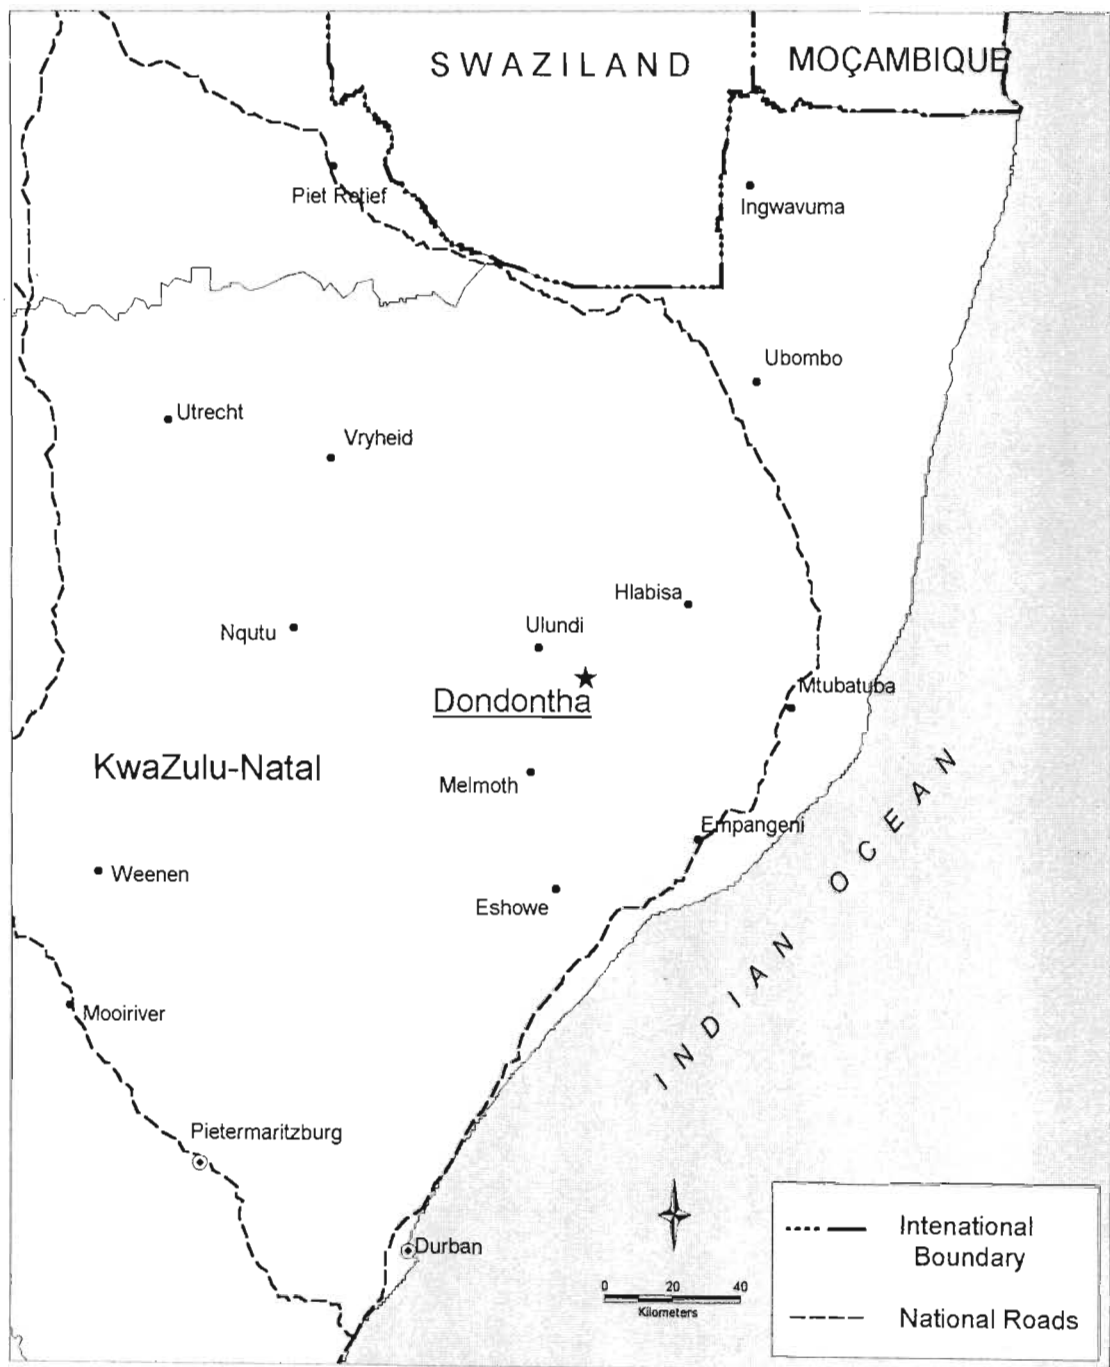 SWAZILAND
MOÇAMBIQUE
Piet Retief
Ingwavuma
Ubombo
Utrecht
Vryheid
Hlabisa
Nqutu
Ulundi
Dondontha
Mtubatuba
KwaZulu-Natal
Melmoth
Empangeni
Weenen
Eshowe
INDIAN OCEAN
Mooiriver
Pietermaritzburg
Durban
0 20 40
Kilometers
Intenational
Boundary
National Roads